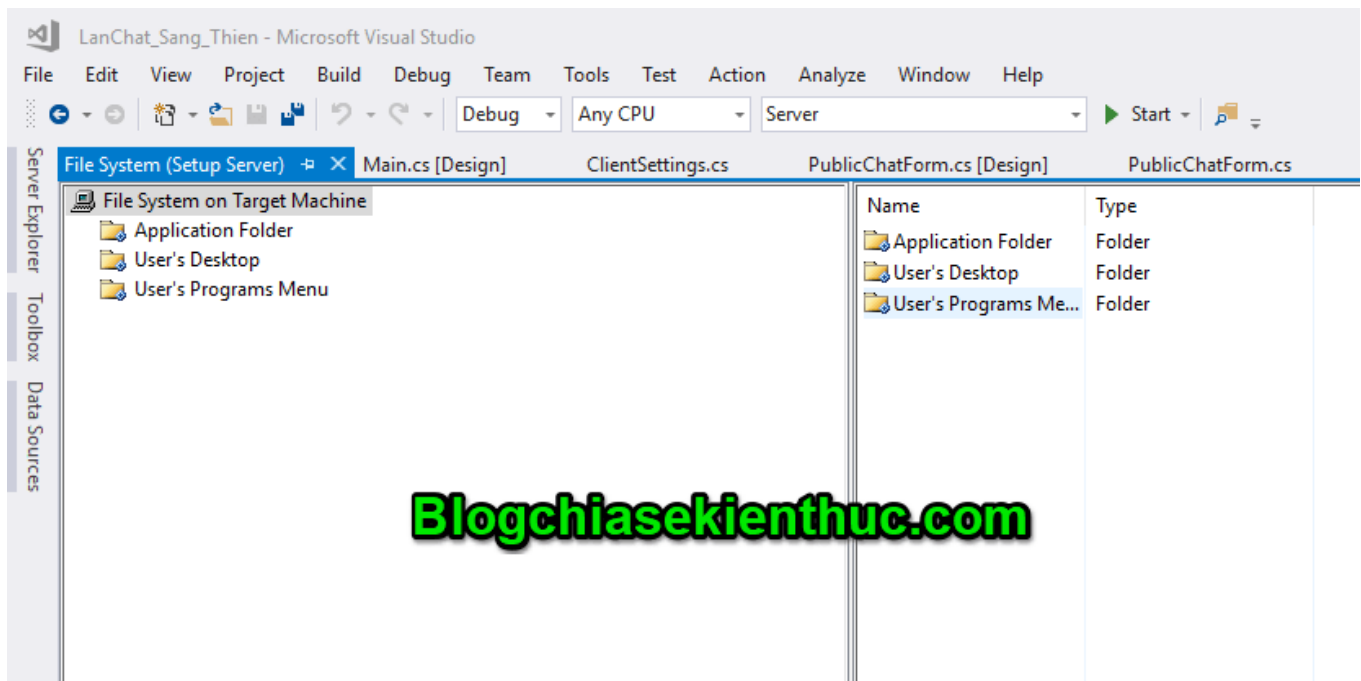 LanChat_Sang_Thien - Microsoft Visual Studio
File Edit View Project Build Debug Team Tools Test Action Analyze Window Help
Debug Any CPU Server Start
File System (Setup Server) Main.cs [Design] ClientSettings.cs PublicChatForm.cs [Design] PublicChatForm.cs
Server Explorer
Toolbox
Data Sources
File System on Target Machine
Application Folder
User's Desktop
User's Programs Menu
Name Type
Application Folder Folder
User's Desktop Folder
User's Programs Me... Folder
Blogchiasekienthuc.com